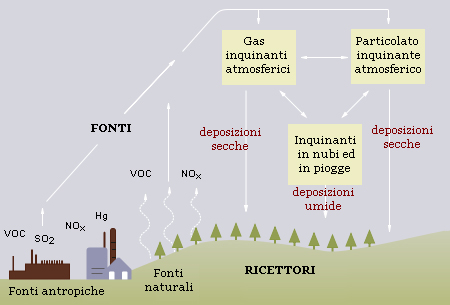 Gas
inquinanti
atmosferici
Particolato
inquinante
atmosferico
FONTI
deposizioni
secche
deposizioni
secche
Inquinanti
in nubi ed
in piogge
VOC
NOx
deposizioni
umide
Hg
NOx
VOC
SO2
Fonti
naturali
RICETTORI
Fonti antropiche